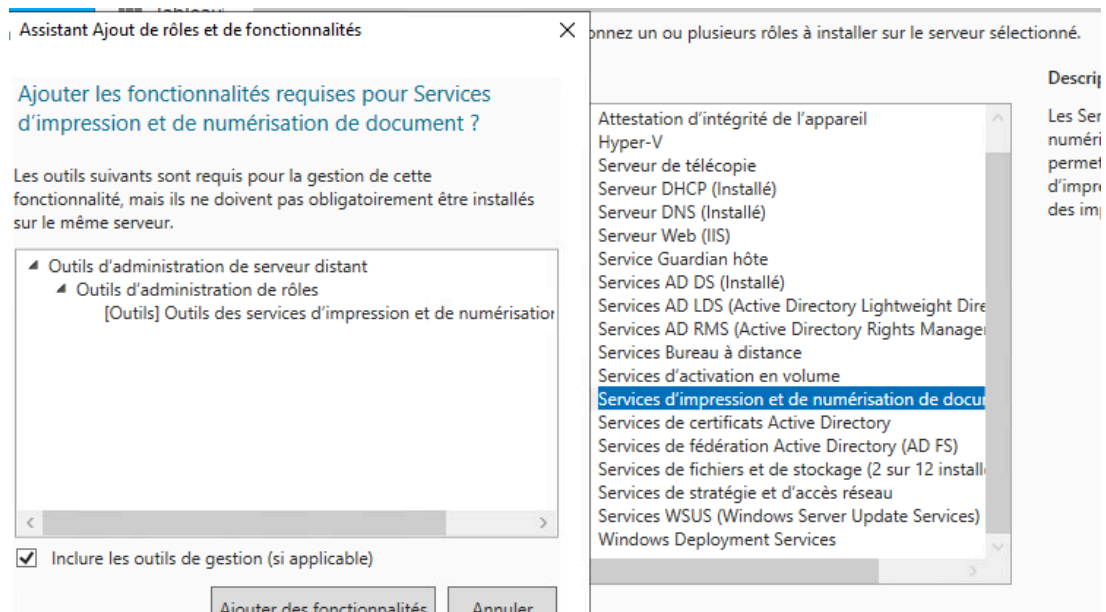 Assistant Ajout de rôles et de fonctionnalités
Ajouter les fonctionnalités requises pour Services
d’impression et de numérisation de document ?
Les outils suivants sont requis pour la gestion de cette
fonctionnalité, mais ils ne doivent pas obligatoirement être installés
sur le même serveur.
Outils d'administration de serveur distant
Outils d'administration de rôles
[Outils] Outils des services d’impression et de numérisation
Inclure les outils de gestion (si applicable)
Ajouter des fonctionnalités
Annuler
onnez un ou plusieurs rôles à installer sur le serveur sélectionné.
Attestation d’intégrité de l’appareil
Hyper-V
Serveur de télécopie
Serveur DHCP (Installé)
Serveur DNS (Installé)
Serveur Web (IIS)
Service Guardian hôte
Services AD DS (Installé)
Services AD LDS (Active Directory Lightweight Dire
Services AD RMS (Active Directory Rights Manage
Services Bureau à distance
Services d’activation en volume
Services d’impression et de numérisation de docu
Services de certificats Active Directory
Services de fédération Active Directory (AD FS)
Services de fichiers et de stockage (2 sur 12 install
Services de stratégie et d'accès réseau
Services WSUS (Windows Server Update Services)
Windows Deployment Services
Descrip
Les Ser
numéri
permet
d’impre
des im